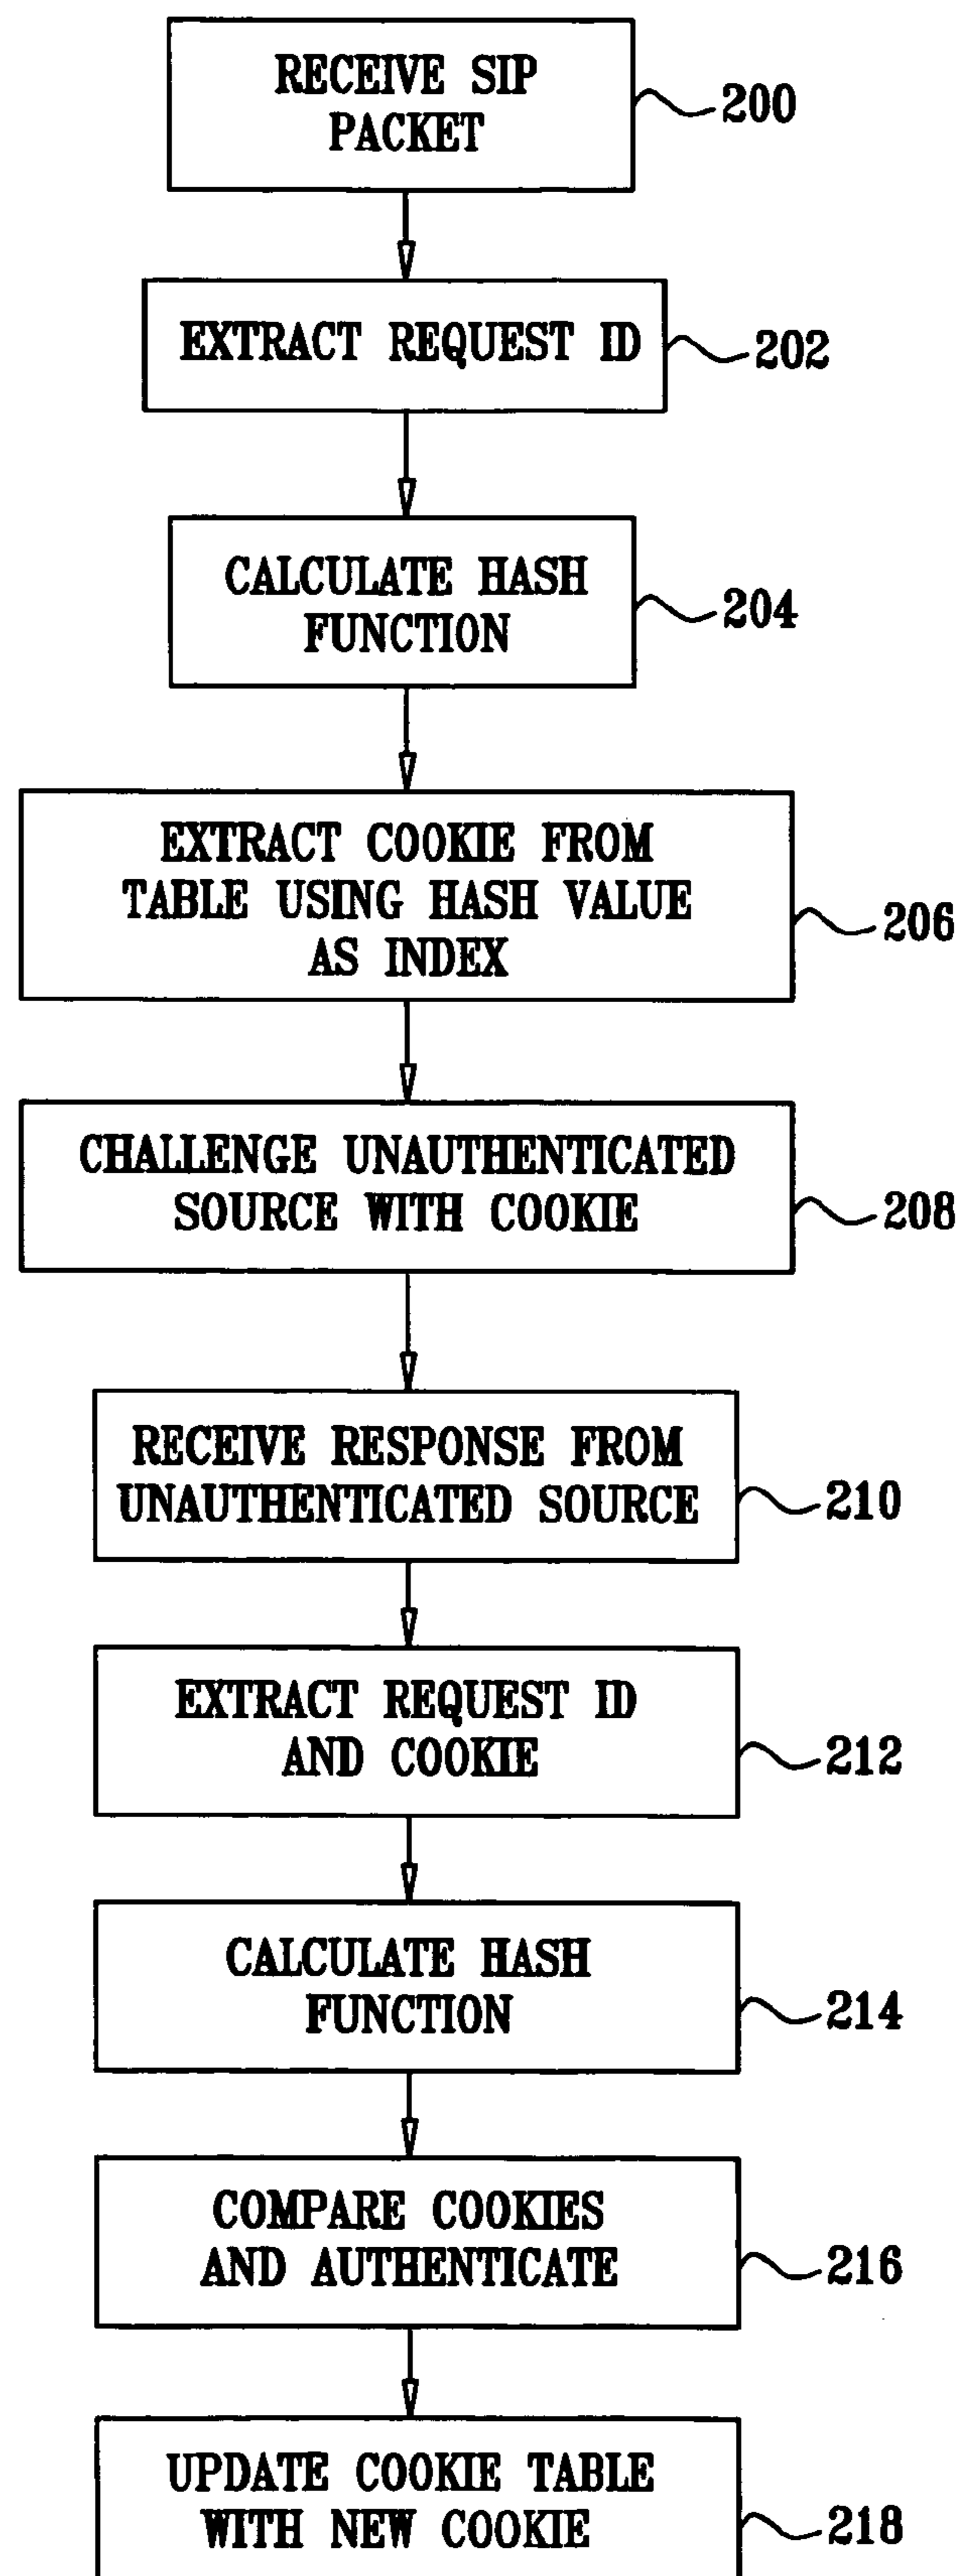 RECEIVE SIP
PACKET
200
EXTRACT REQUEST ID
202
CALCULATE HASH
FUNCTION
204
EXTRACT COOKIE FROM
TABLE USING HASH VALUE
AS INDEX
206
CHALLENGE UNAUTHENTICATED
SOURCE WITH COOKIE
208
RECEIVE RESPONSE FROM
UNAUTHENTICATED SOURCE
210
EXTRACT REQUEST ID
AND COOKIE
212
CALCULATE HASH
FUNCTION
214
COMPARE COOKIES
AND AUTHENTICATE
216
UPDATE COOKIE TABLE
WITH NEW COOKIE
218